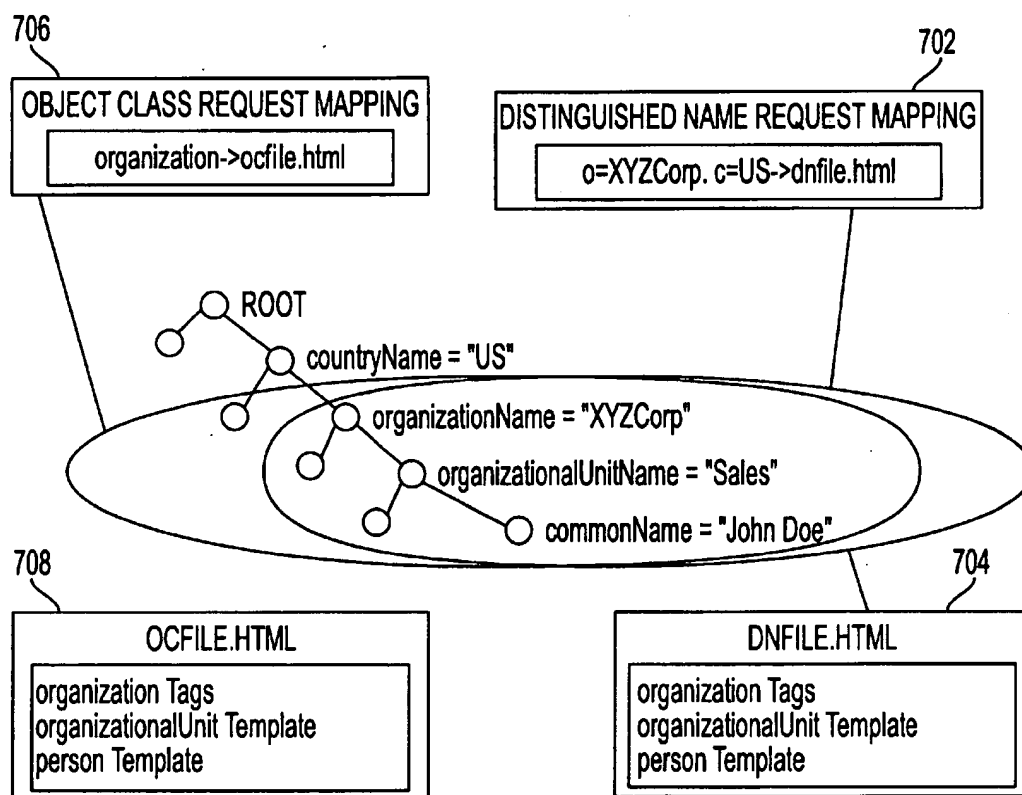 706
702
OBJECT CLASS REQUEST MAPPING
organization->ocfile.html
DISTINGUISHED NAME REQUEST MAPPING
o=XYZCorp. c=US->dnfile.html
ROOT
countryName = "US"
organizationName = "XYZCorp"
organizationalUnitName = "Sales"
commonName = "John Doe"
708
704
OCFILE.HTML
organization Tags
organizationalUnit Template
person Template
DNFILE.HTML
organization Tags
organizationalUnit Template
person Template